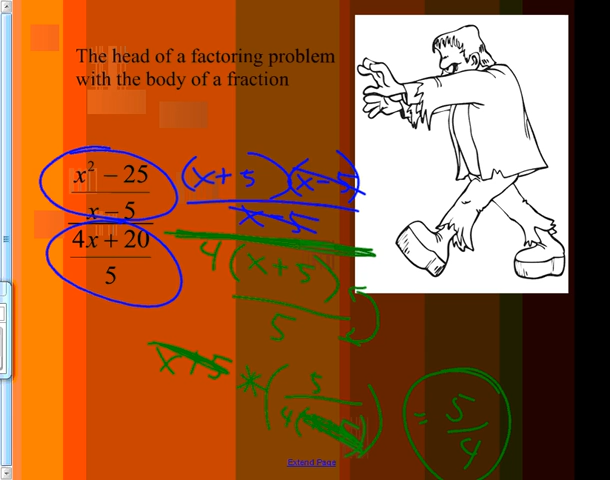 The head of a factoring problem
with the body of a fraction
x² − 25
x − 5
4x + 20
5
(x + 5)(x − 5)
x − 5
4(x + 5)
5
x + 5 * (5
4(x + 5))
= 5
4
Extend Page